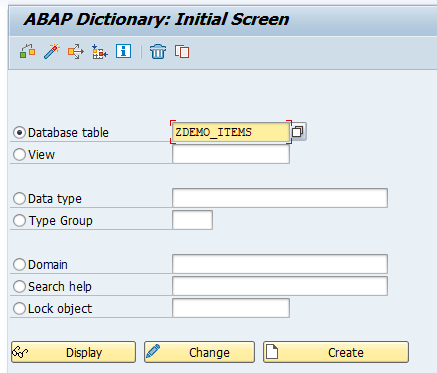 ABAP Dictionary: Initial Screen
Database table ZDEMO_ITEMS
View
Data type
Type Group
Domain
Search help
Lock object
Display Change Create